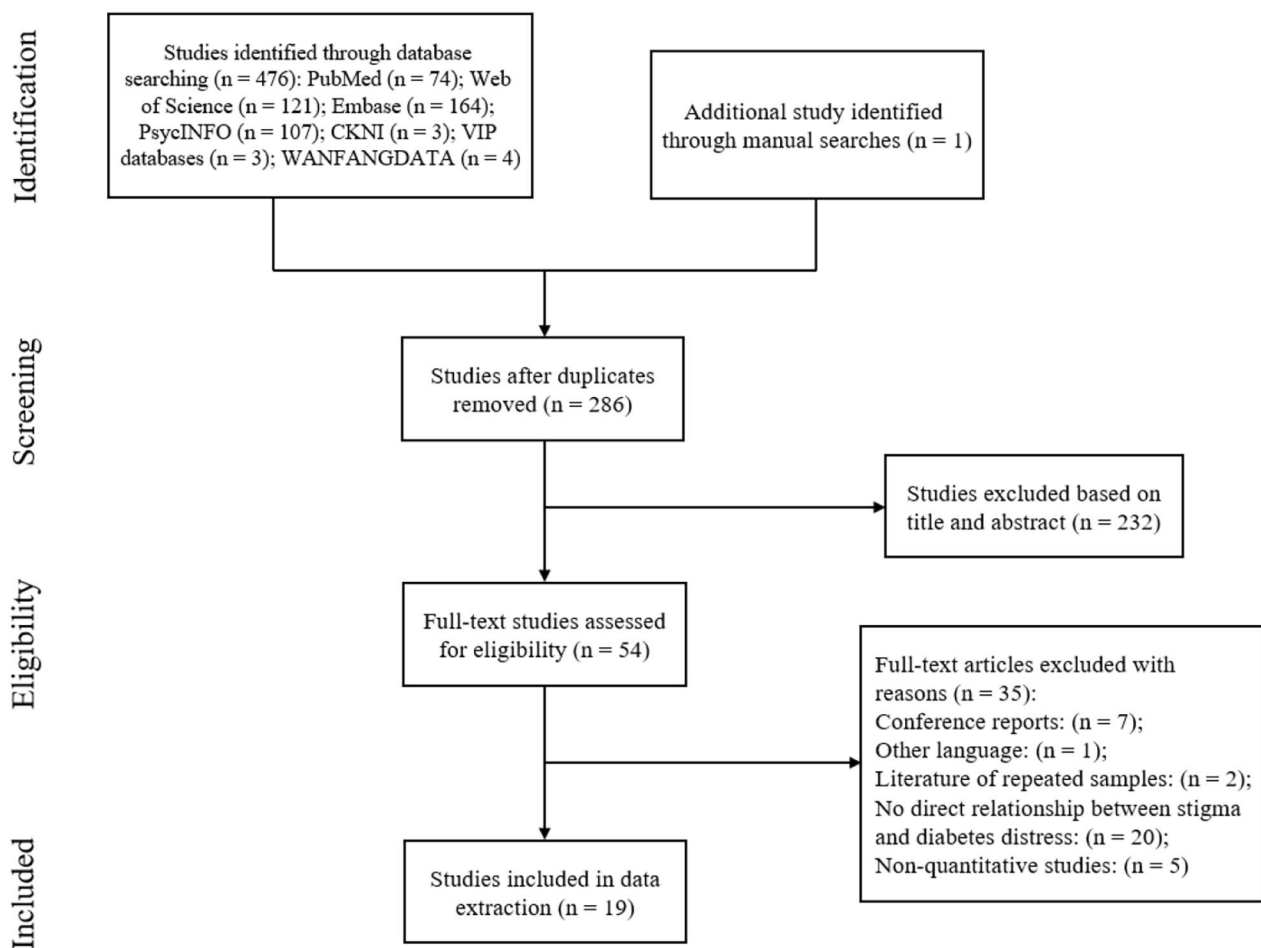 Identification
Studies identified through database
searching (n = 476): PubMed (n = 74); Web
of Science (n = 121); Embase (n = 164);
PsycINFO (n = 107); CKNI (n = 3); VIP
databases (n = 3); WANFANGDATA (n = 4)
Additional study identified
through manual searches (n = 1)
Screening
Studies after duplicates
removed (n = 286)
Studies excluded based on
title and abstract (n = 232)
Eligibility
Full-text studies assessed
for eligibility (n = 54)
Full-text articles excluded with
reasons (n = 35):
Conference reports: (n = 7);
Other language: (n = 1);
Literature of repeated samples: (n = 2);
No direct relationship between stigma
and diabetes distress: (n = 20);
Non-quantitative studies: (n = 5)
Included
Studies included in data
extraction (n = 19)